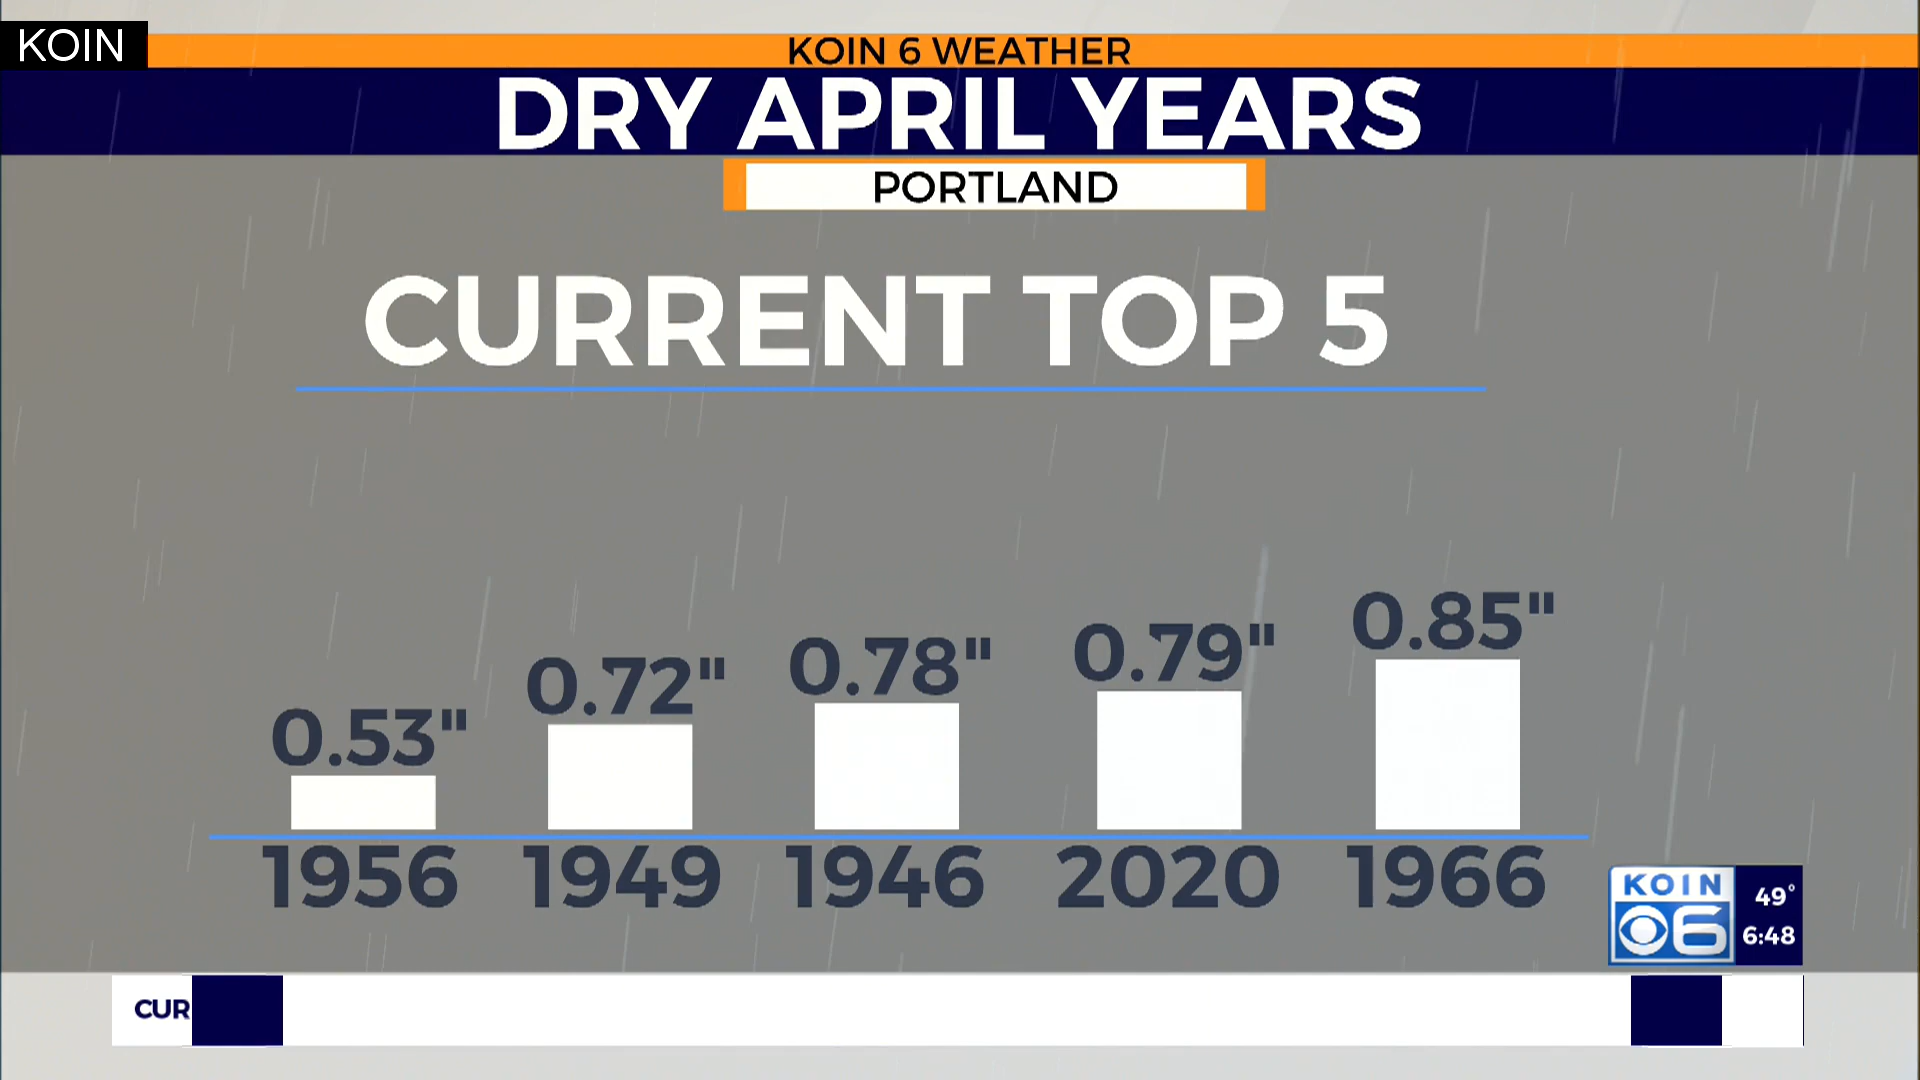 KOIN
KOIN 6 WEATHER
DRY APRIL YEARS
PORTLAND
CURRENT TOP 5
0.53" 0.72" 0.78" 0.79" 0.85"
1956 1949 1946 2020 1966
KOIN 49°
6 6:48
CUR